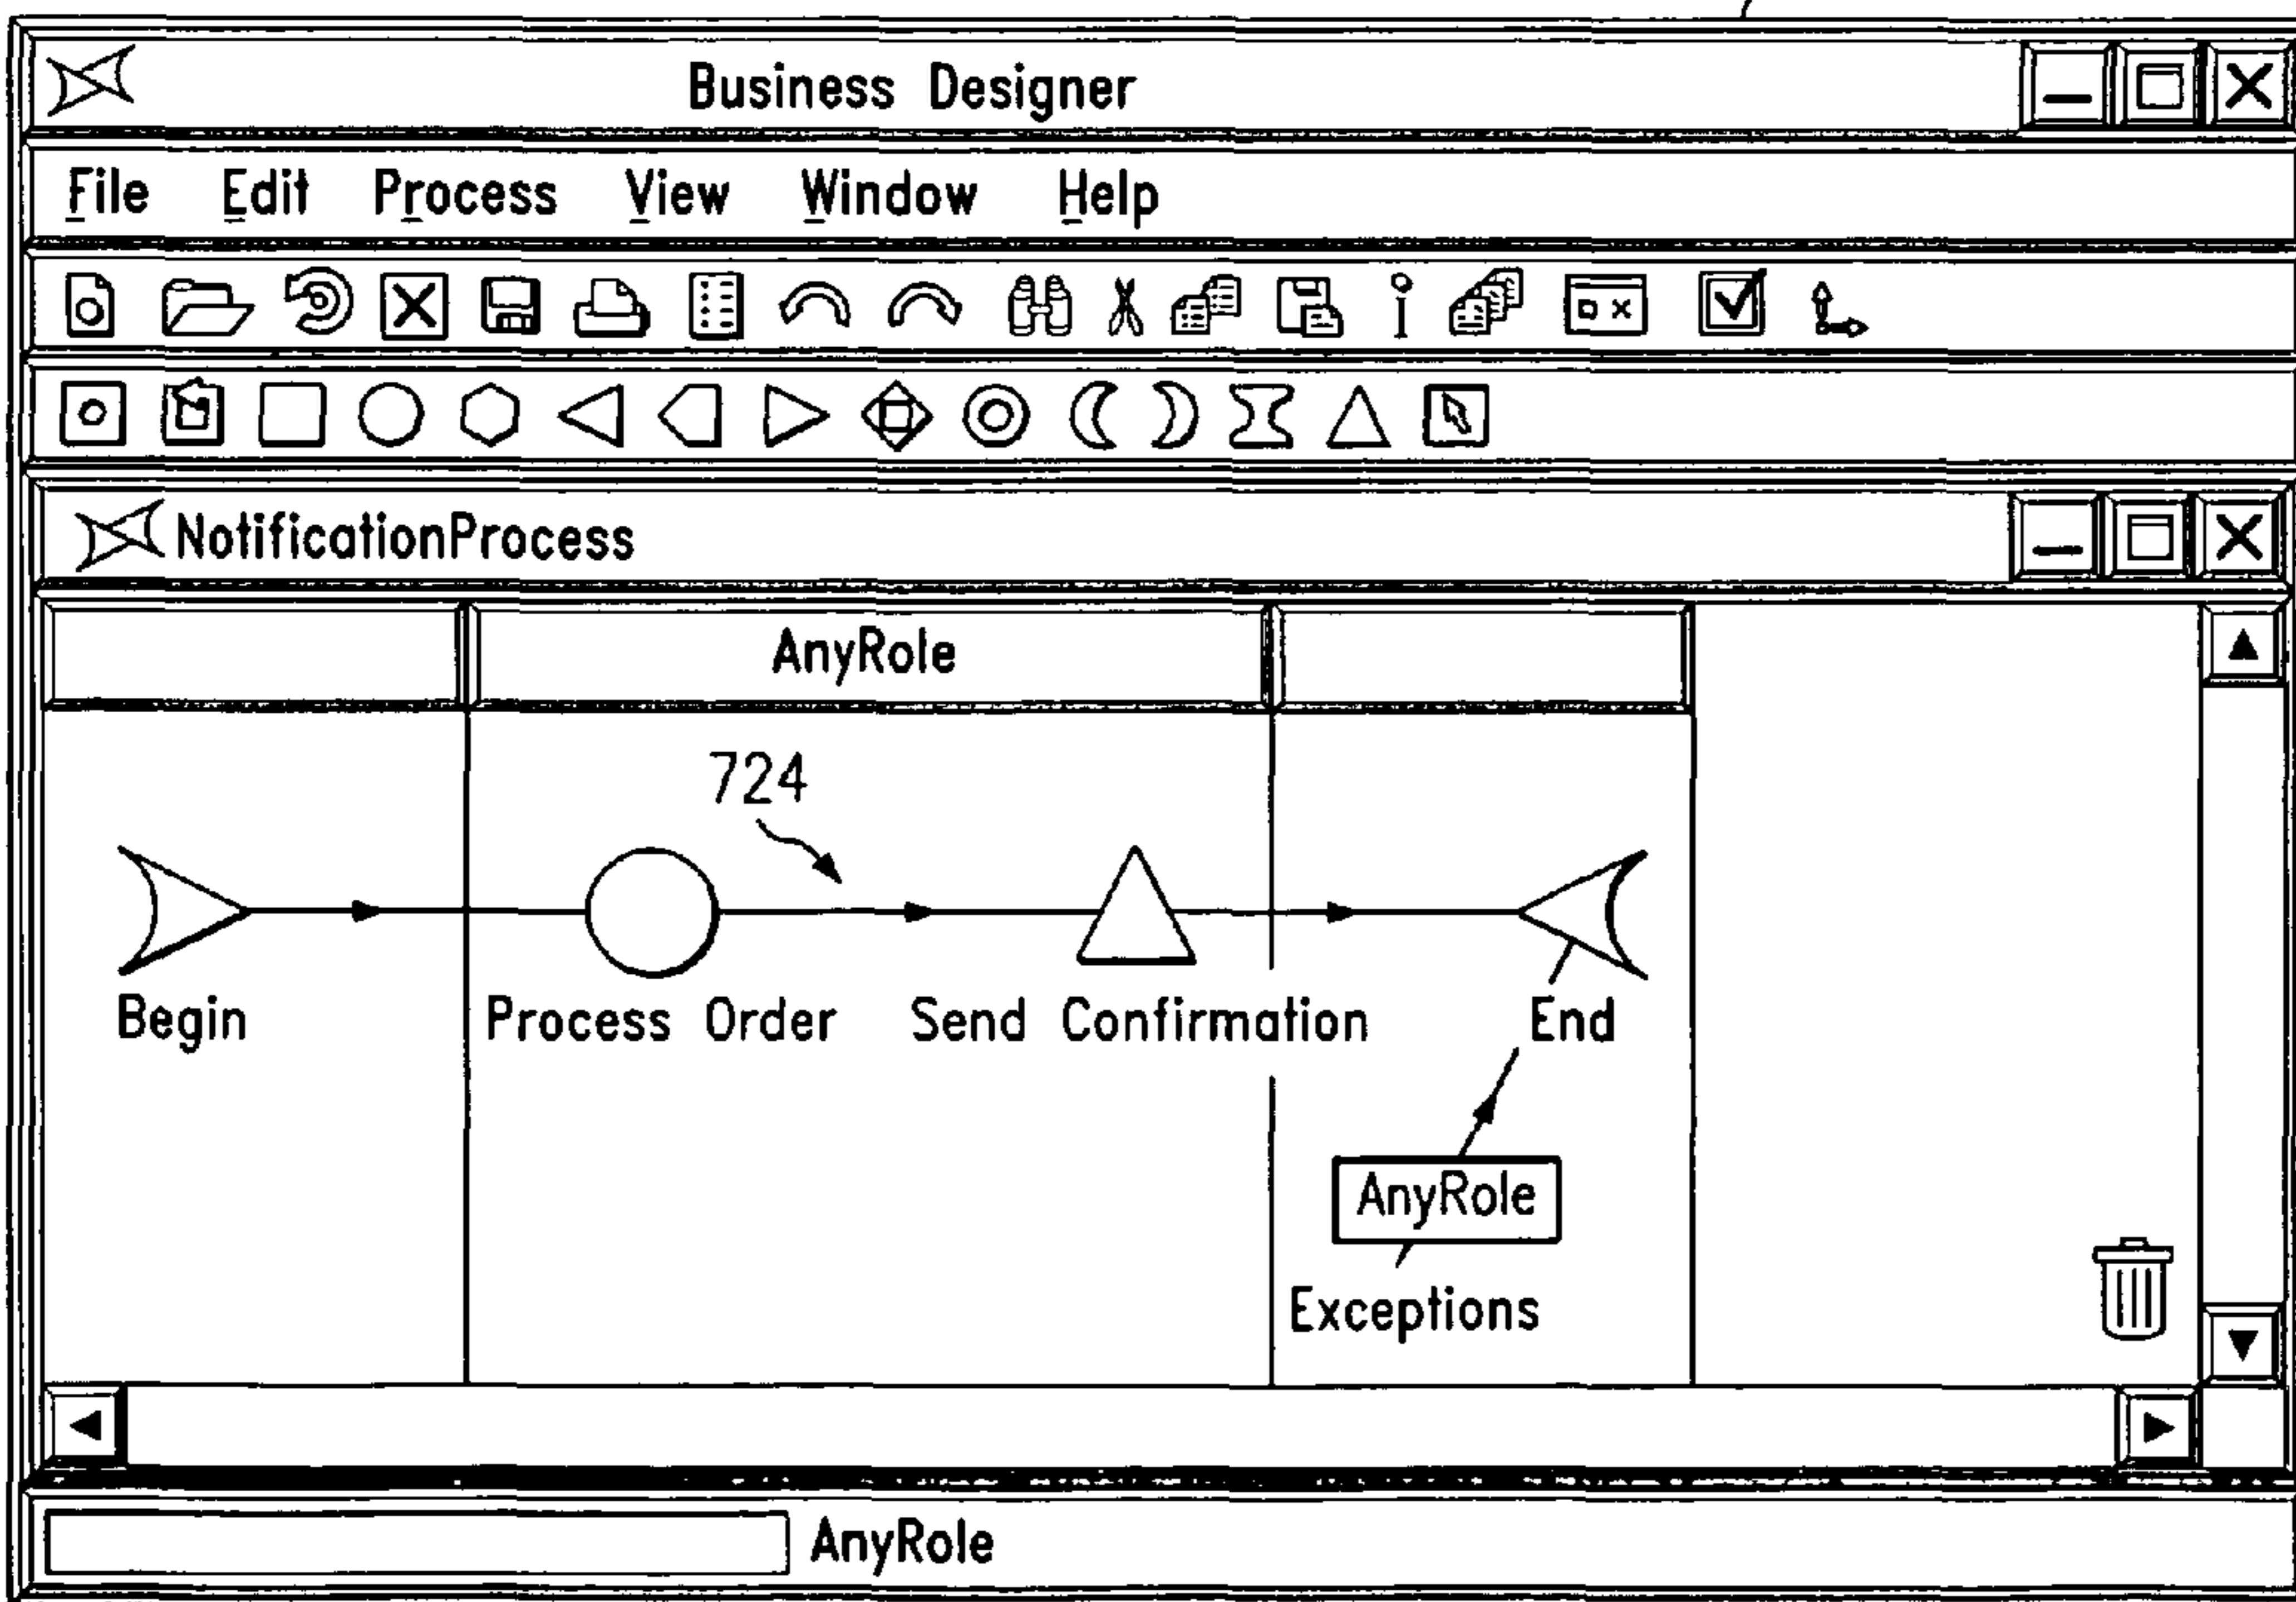 Business Designer
File Edit Process View Window Help
NotificationProcess
AnyRole
724
Begin Process Order Send Confirmation End
AnyRole
Exceptions
AnyRole